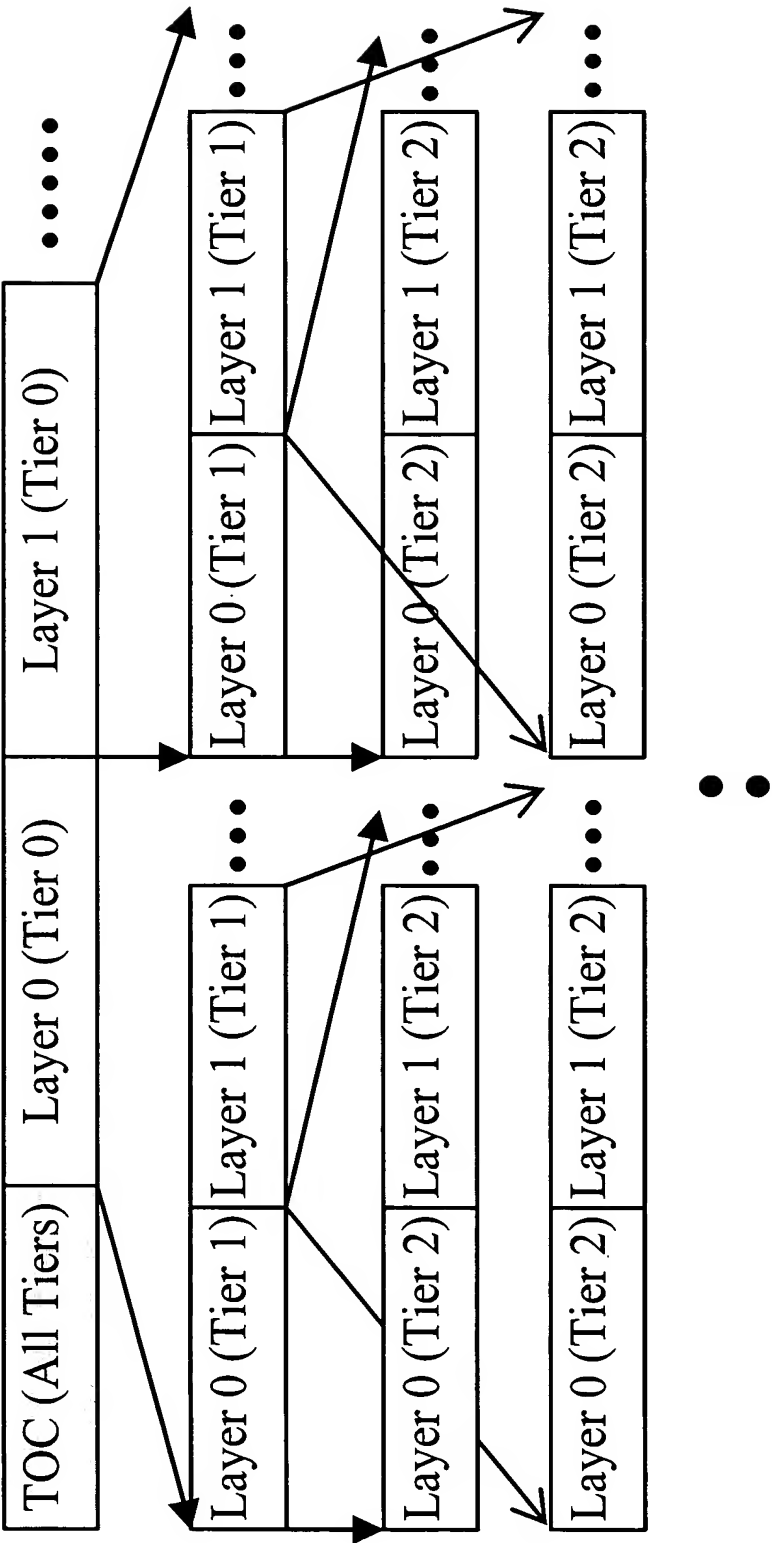 TOC (All Tiers) Layer 0 (Tier 0) Layer 1 (Tier 0)
Layer 0 (Tier 1) Layer 1 (Tier 1) Layer 0 (Tier 1) Layer 1 (Tier 1)
Layer 0 (Tier 2) Layer 1 (Tier 2) Layer 0 (Tier 2) Layer 1 (Tier 2)
Layer 0 (Tier 2) Layer 1 (Tier 2) Layer 0 (Tier 2) Layer 1 (Tier 2)